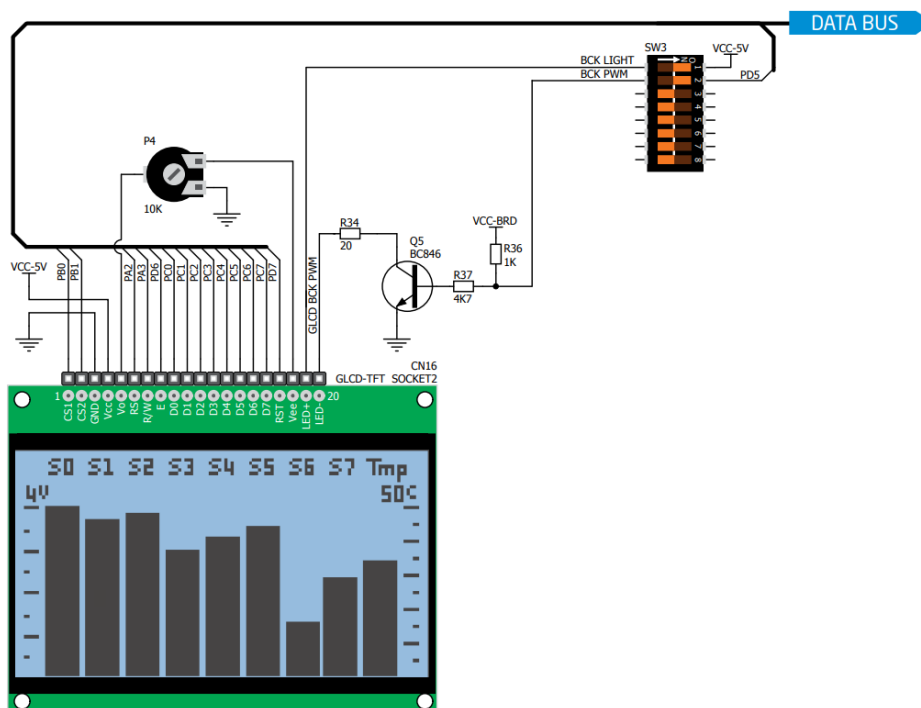 DATA BUS
SW3
BCK LIGHT
VCC-5V
BCK PWM
PD5
O N
1
2
3
4
5
6
7
8
P4
10K
R34
20
Q5
BC846
VCC-BRD
R36
1K
R37
4K7
VCC-5V
PB0
PB1
PA2
PA3
PD6
PC0
PC1
PC2
PC3
PC4
PC5
PC6
PC7
PD7
GLCD BCK PWM
CN16
GLCD-TFT SOCKET2
1
20
CS1
CS2
GND
Vcc
Vo
RS
R/W
E
D0
D1
D2
D3
D4
D5
D6
D7
RST
Vee
LED+
LED-
S0 S1 S2 S3 S4 S5 S6 S7 Tmp
4V 50C